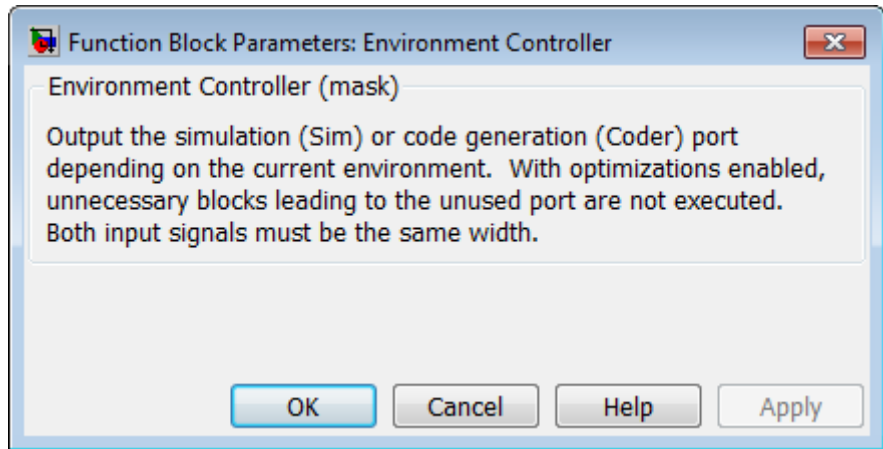 Function Block Parameters: Environment Controller
Environment Controller (mask)
Output the simulation (Sim) or code generation (Coder) port
depending on the current environment.  With optimizations enabled,
unnecessary blocks leading to the unused port are not executed.
Both input signals must be the same width.
OK Cancel Help Apply